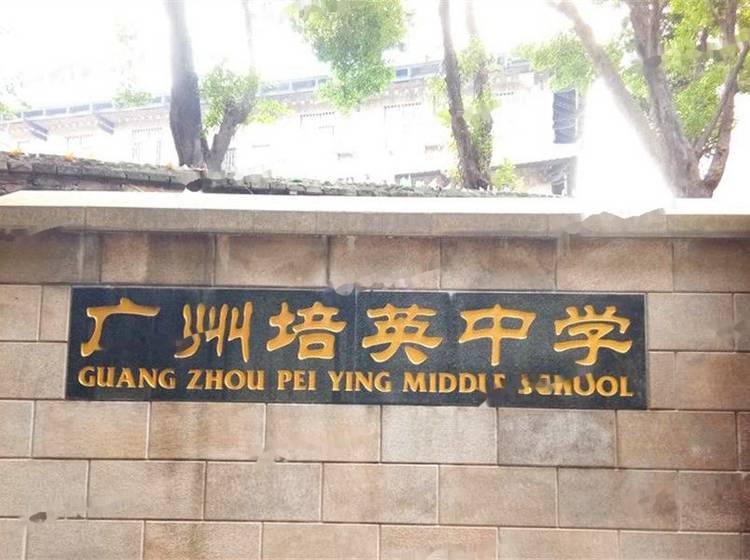 广州培英中学
GUANG ZHOU PEI YING MIDDLE SCHOOL